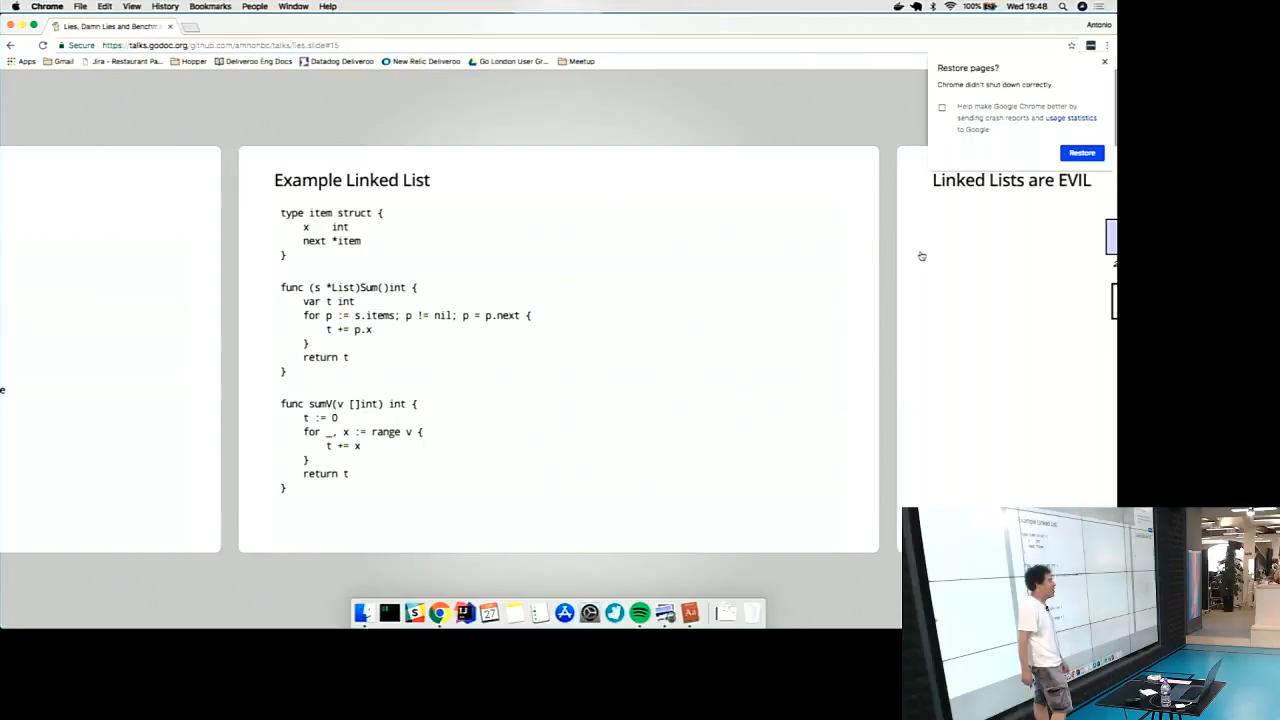 Chrome File Edit View History Bookmarks People Window Help 100% Wed 19:48
Lies, Damn Lies and Benchm
Antonio
Secure https://talks.godoc.org/github.com/amnonbc/talks/lies.slide#15
Apps Gmail Jira - Restaurant Pa... Hopper Deliveroo Eng Docs Datadog Deliveroo New Relic Deliveroo Go London User Gr... Meetup
Restore pages?
Chrome didn't shut down correctly.
Help make Google Chrome better by
sending crash reports and usage statistics
to Google
Restore
Example Linked List
type item struct {
x int
next *item
}
func (s *List)Sum()int {
var t int
for p := s.items; p != nil; p = p.next {
t += p.x
}
return t
}
func sumV(v []int) int {
t := 0
for _, x := range v {
t += x
}
return t
}
Linked Lists are EVIL
e
27
Aa
Example Linked List